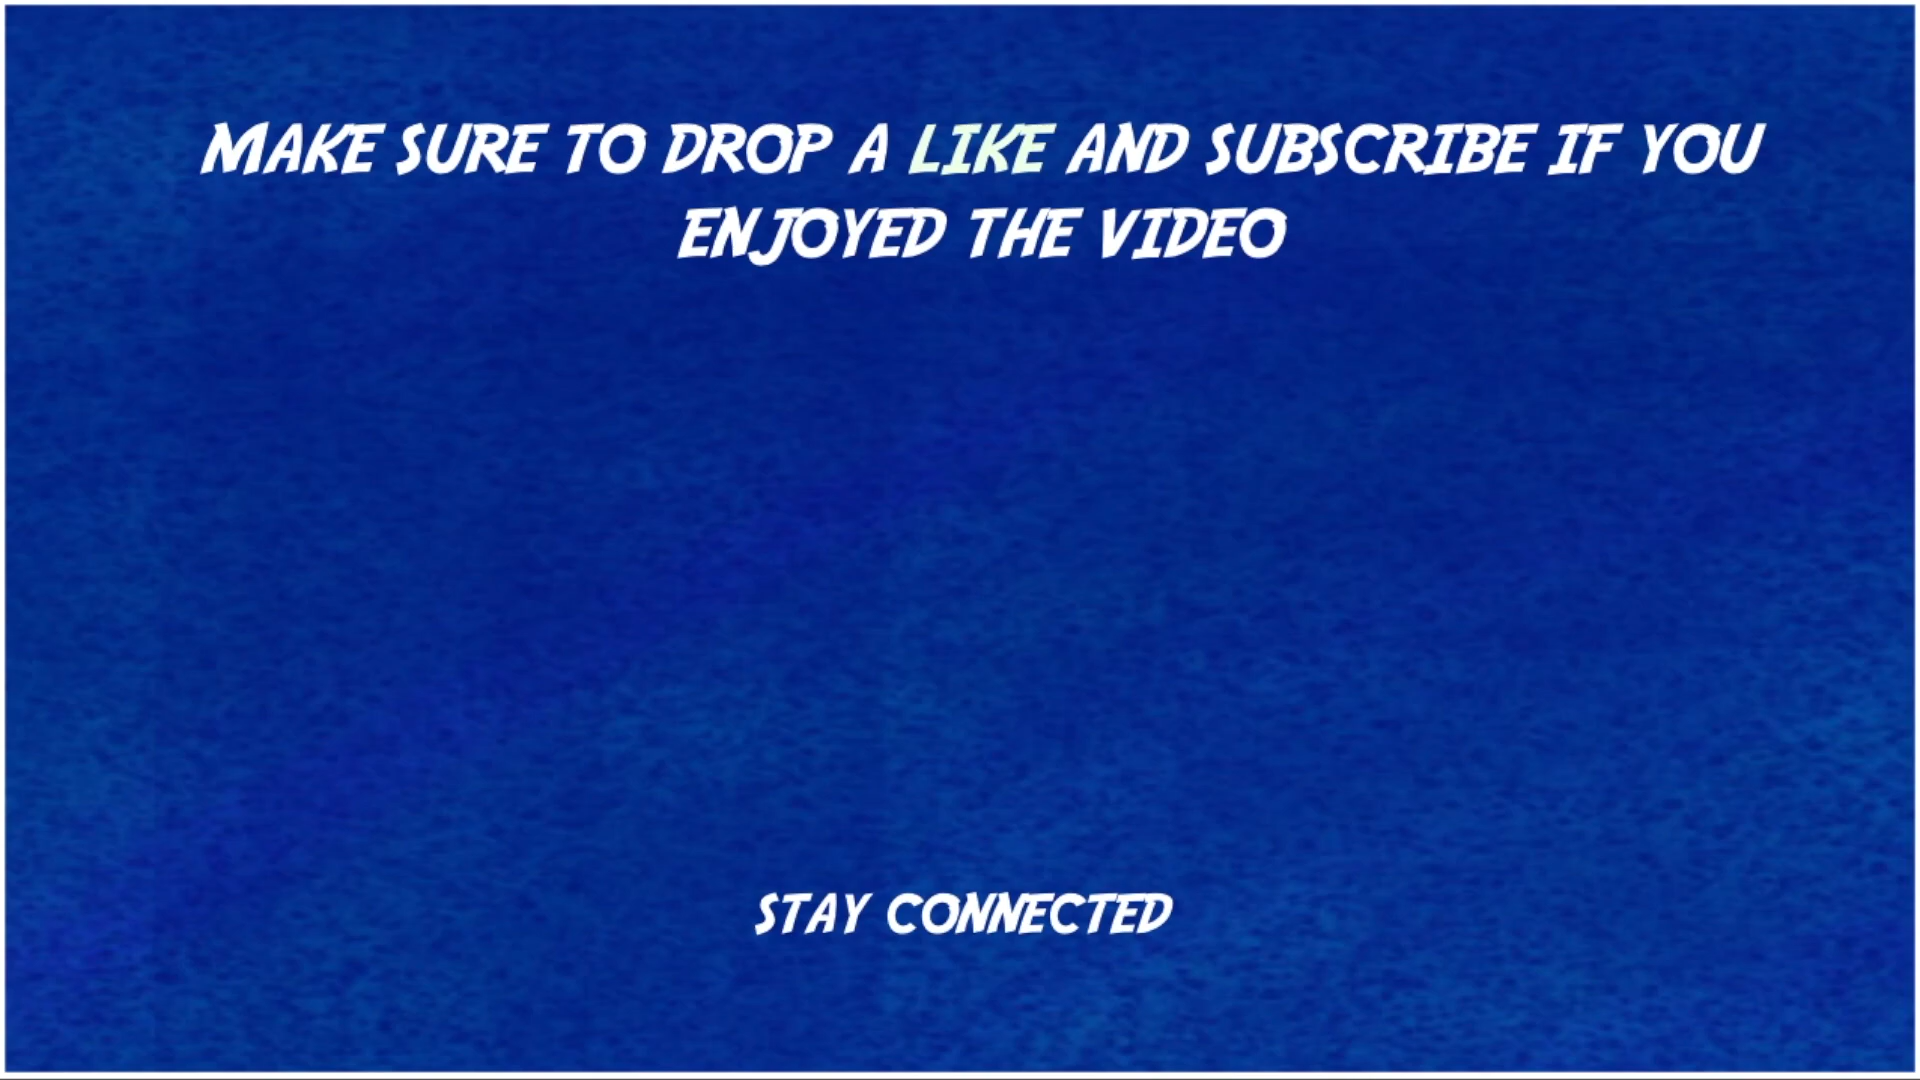 MAKE SURE TO DROP A LIKE AND SUBSCRIBE IF YOU
ENJOYED THE VIDEO
STAY CONNECTED